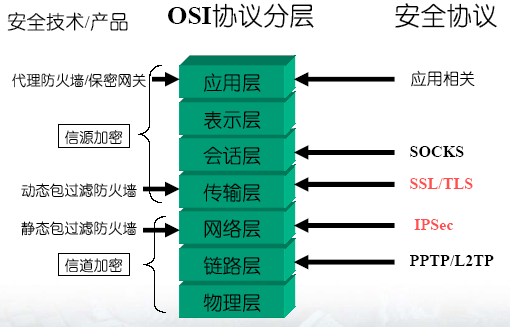 安全技术/产品 OSI协议分层 安全协议
代理防火墙/保密网关 应用层 应用相关
表示层
信源加密
会话层 SOCKS
动态包过滤防火墙 传输层 SSL/TLS
静态包过滤防火墙 网络层 IPSec
信道加密 链路层 PPTP/L2TP
物理层